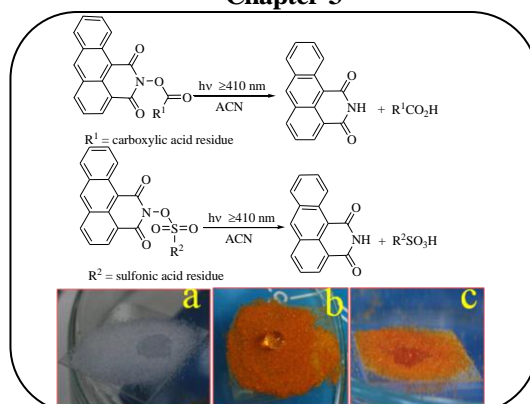 Chapter 3
O
N
O
O
O
R¹
hν ≥410 nm
ACN
O
NH
O
+ R¹CO₂H
R¹ = carboxylic acid residue
O
N
O
O
O=S=O
R²
hν ≥410 nm
ACN
O
NH
O
+ R²SO₃H
R² = sulfonic acid residue
a b c